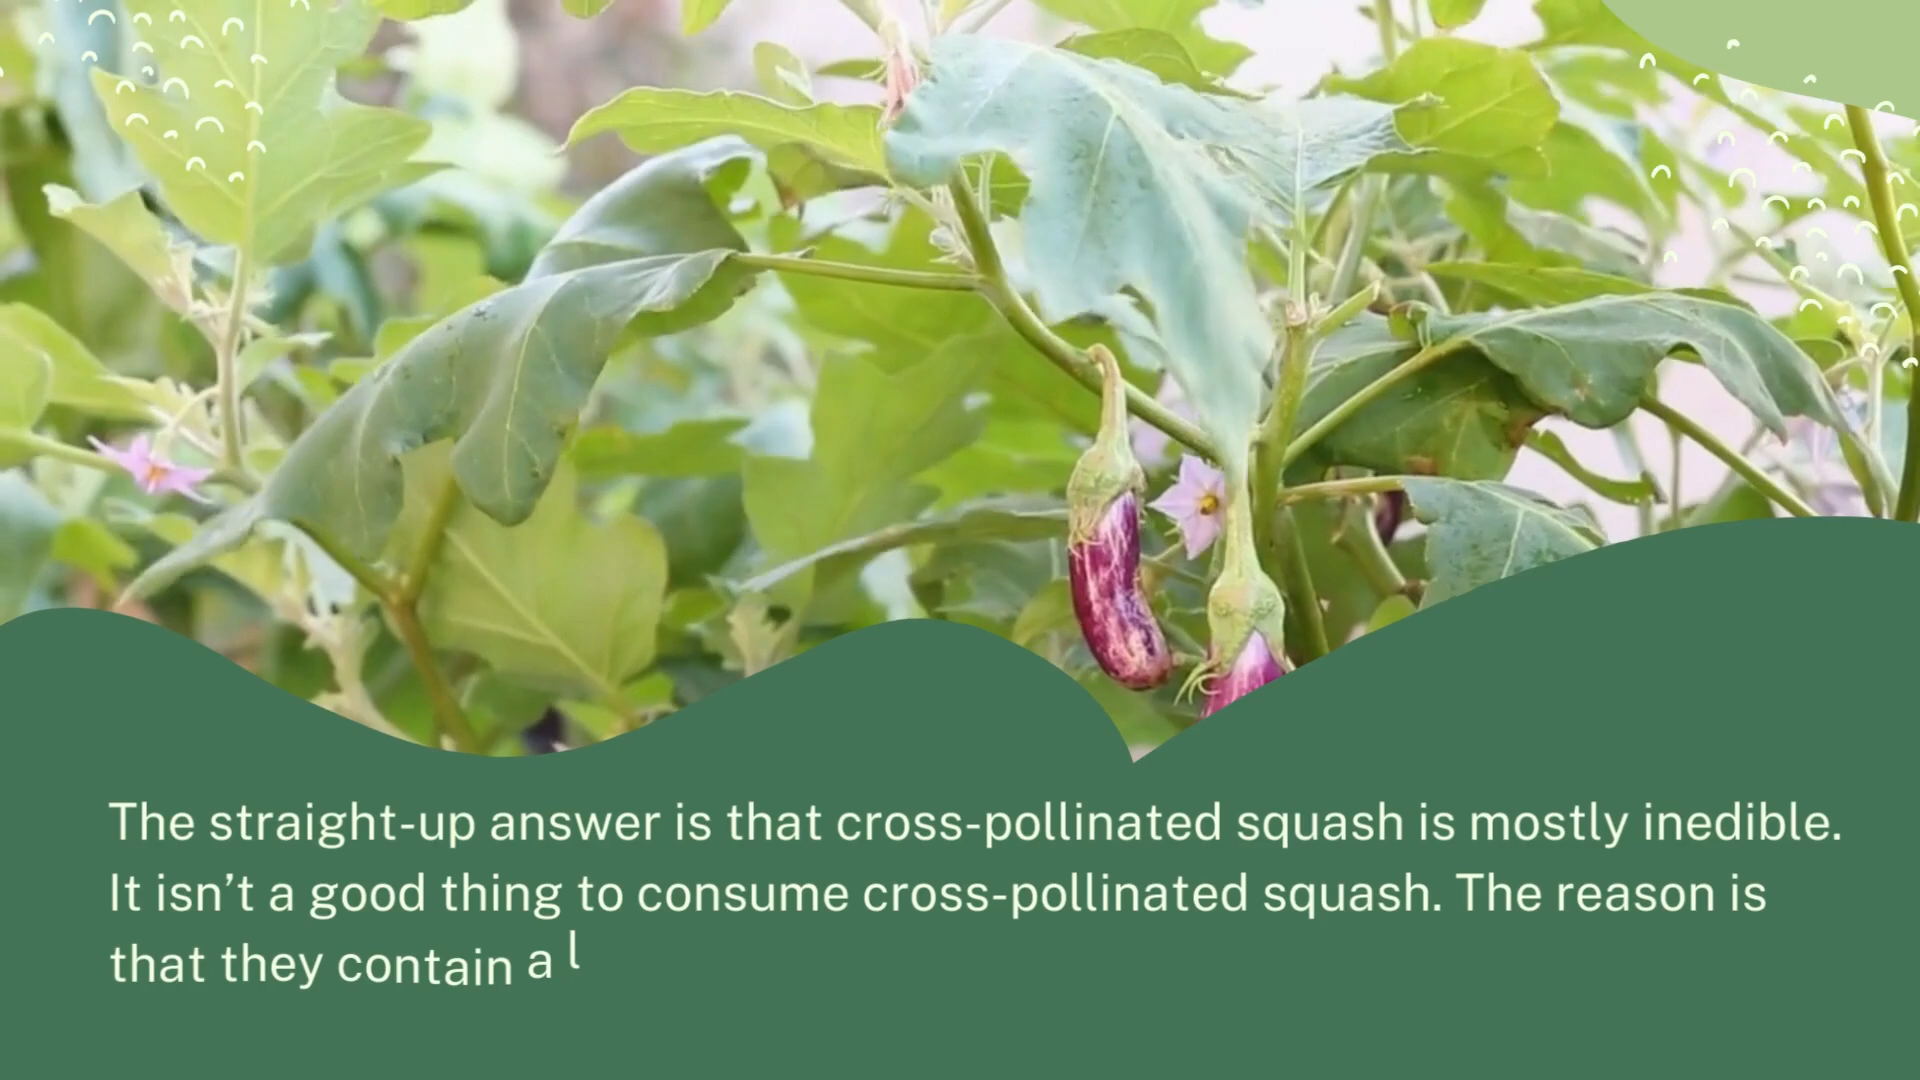 The straight-up answer is that cross-pollinated squash is mostly inedible.
It isn’t a good thing to consume cross-pollinated squash. The reason is
that they contain a l